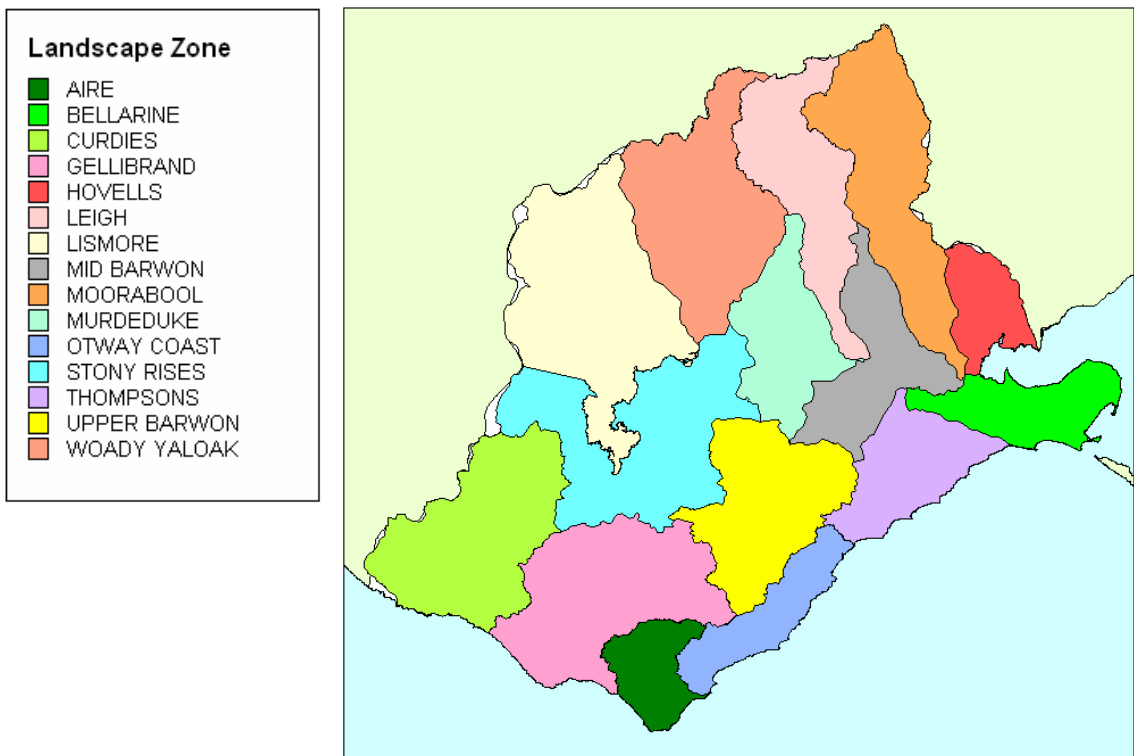 Landscape Zone
AIRE
BELLARINE
CURDIES
GELLIBRAND
HOVELLS
LEIGH
LISMORE
MID BARWON
MOORABOOL
MURDEDUKE
OTWAY COAST
STONY RISES
THOMPSONS
UPPER BARWON
WOADY YALOAK